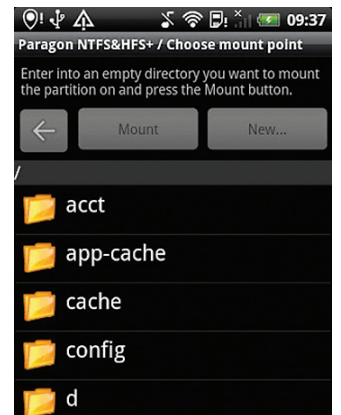 09:37
Paragon NTFS&HFS+ / Choose mount point
Enter into an empty directory you want to mount
the partition on and press the Mount button.
Mount New...
/
acct
app-cache
cache
config
d